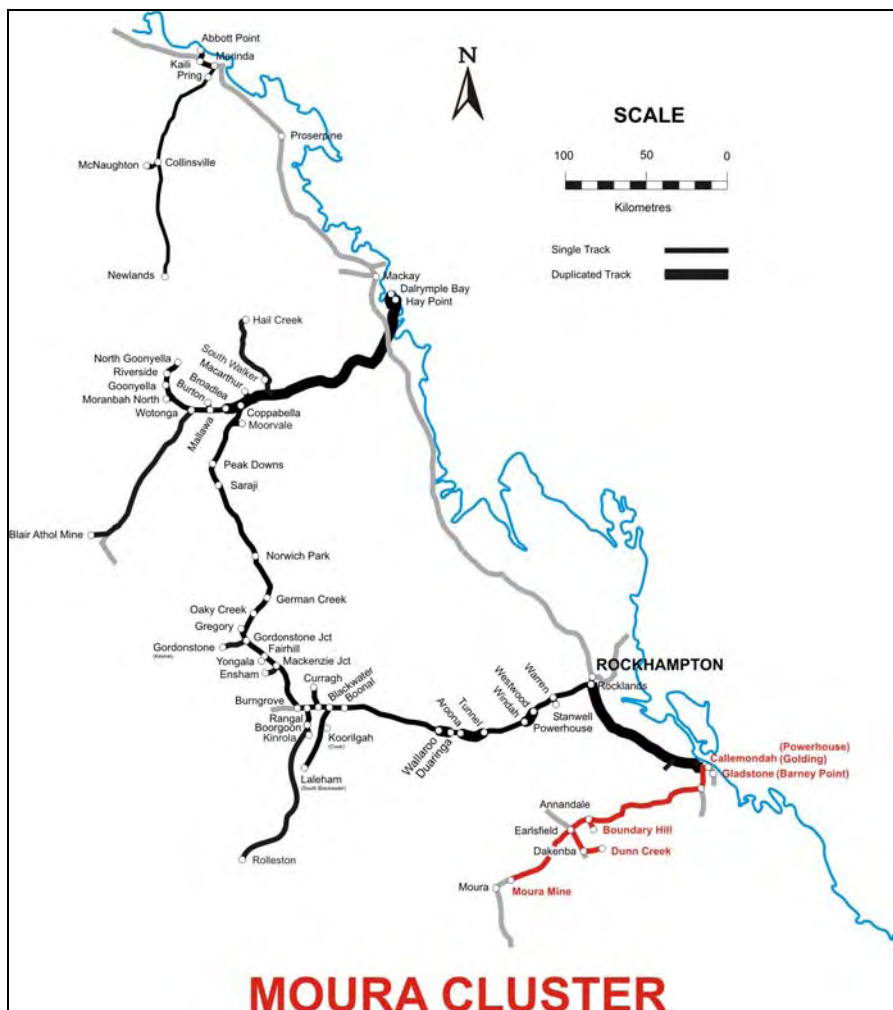 Abbott Point
Merinda
Kaili
Pring
N
SCALE
100 50 0
Kilometres
Proserpine
McNaughton
Collinsville
Single Track
Duplicated Track
Newlands
Mackay
Dalrymple Bay
Hay Point
Hail Creek
North Goonyella
South Walker
Riverside
Macarthur
Goonyella
Broadlea
Burton
Moranbah North
Wotonga
Mallawa
Coppabella
Moorvale
Peak Downs
Saraji
Blair Athol Mine
Norwich Park
German Creek
Oaky Creek
Gregory
Gordonstone Jct
Gordonstone
(Kestrel)
Fairhill
Yongala
Mackenzie Jct
Ensham
Curragh
ROCKHAMPTON
Rocklands
Burngrove
Blackwater
Boonal
Rangal
Boorgoon
Kinrola
Koorilgah
(Cook)
Laleham
(South Blackwater)
Rolleston
Wallaroo
Duaringa
Aroona
Tunnel
Windah
Westwood
Warren
Stanwell
Powerhouse
(Powerhouse)
Callemondah (Golding)
Gladstone (Barney Point)
Annandale
Earlsfield
Boundary Hill
Dakenba
Dunn Creek
Moura
Moura Mine
MOURA CLUSTER